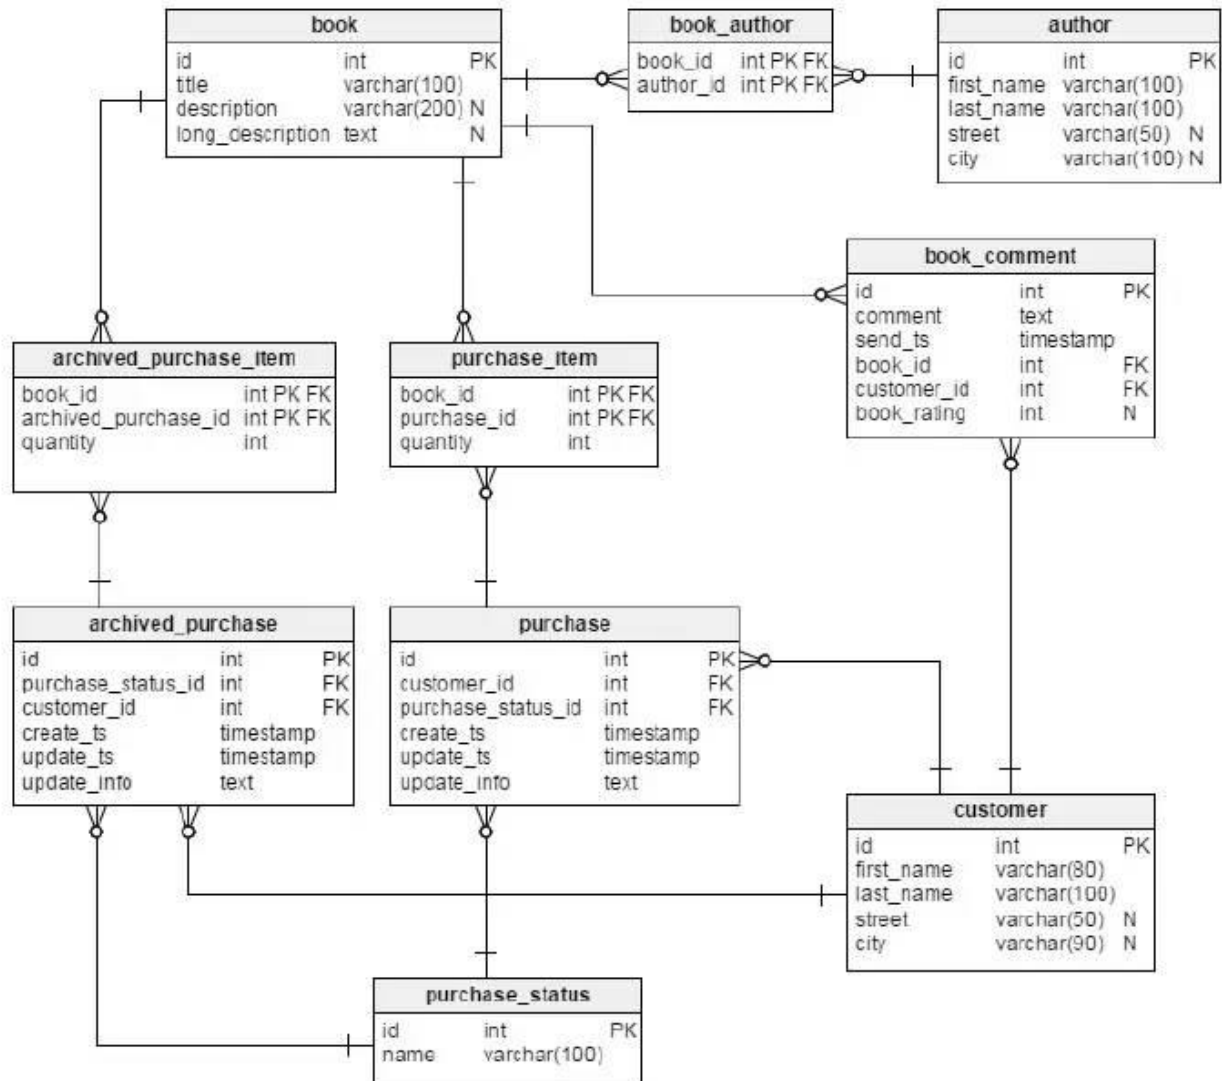 book
id int PK
title varchar(100)
description varchar(200) N
long_description text N
book_author
book_id int PK FK
author_id int PK FK
author
id int PK
first_name varchar(100)
last_name varchar(100)
street varchar(50) N
city varchar(100) N
book_comment
id int PK
comment text
send_ts timestamp
book_id int FK
customer_id int FK
book_rating int N
archived_purchase_item
book_id int PK FK
archived_purchase_id int PK FK
quantity int
purchase_item
book_id int PK FK
purchase_id int PK FK
quantity int
archived_purchase
id int PK
purchase_status_id int FK
customer_id int FK
create_ts timestamp
update_ts timestamp
update_info text
purchase
id int PK
customer_id int FK
purchase_status_id int FK
create_ts timestamp
update_ts timestamp
update_info text
customer
id int PK
first_name varchar(80)
last_name varchar(100)
street varchar(50) N
city varchar(90) N
purchase_status
id int PK
name varchar(100)